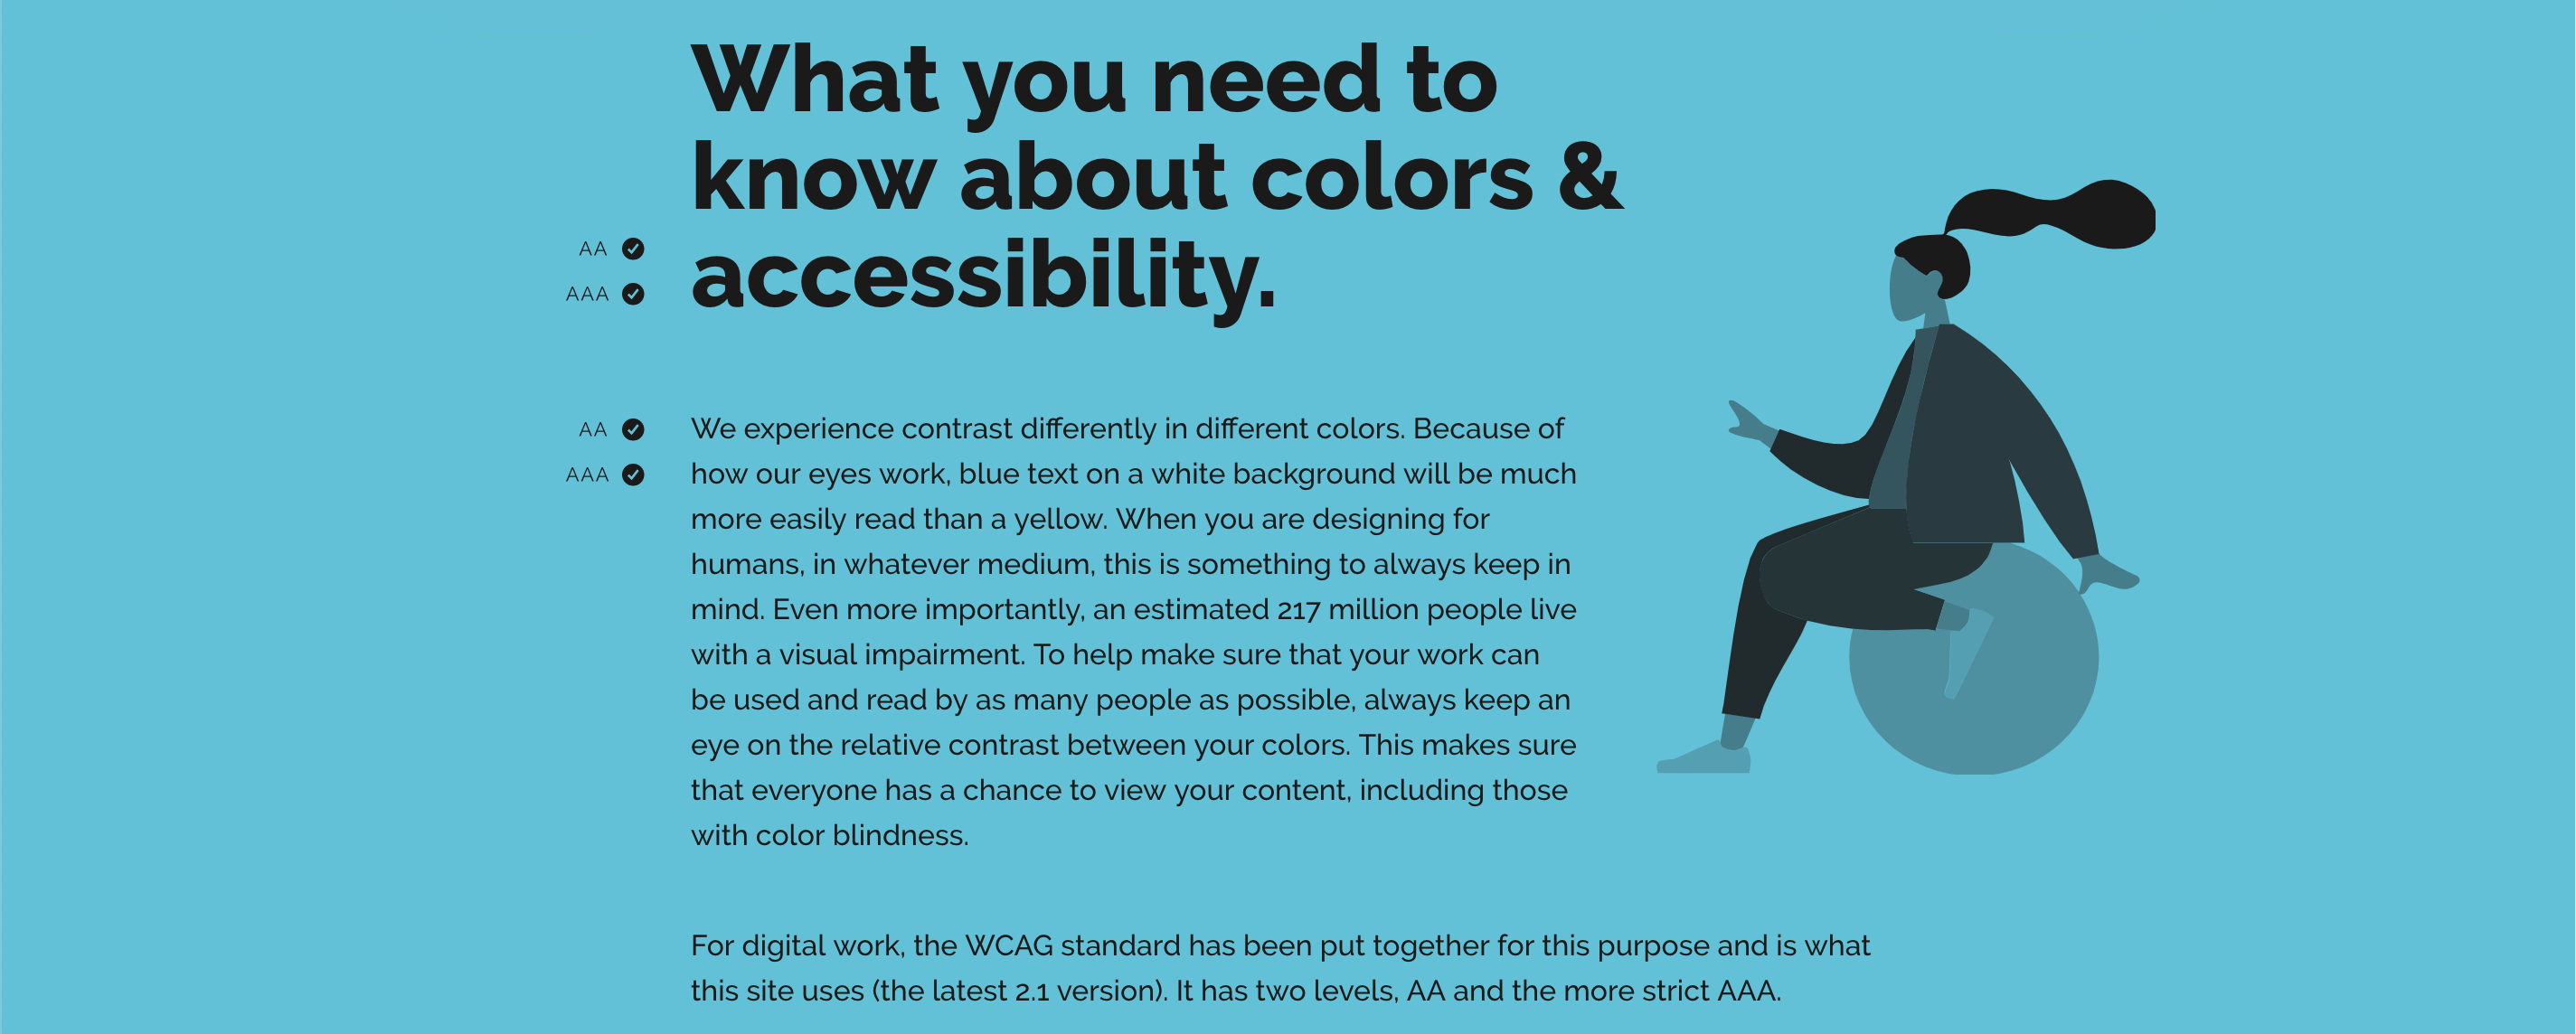 What you need to
know about colors &
accessibility.
AA
AAA
AA
AAA
We experience contrast differently in different colors. Because of
how our eyes work, blue text on a white background will be much
more easily read than a yellow. When you are designing for
humans, in whatever medium, this is something to always keep in
mind. Even more importantly, an estimated 217 million people live
with a visual impairment. To help make sure that your work can
be used and read by as many people as possible, always keep an
eye on the relative contrast between your colors. This makes sure
that everyone has a chance to view your content, including those
with color blindness.
For digital work, the WCAG standard has been put together for this purpose and is what
this site uses (the latest 2.1 version). It has two levels, AA and the more strict AAA.